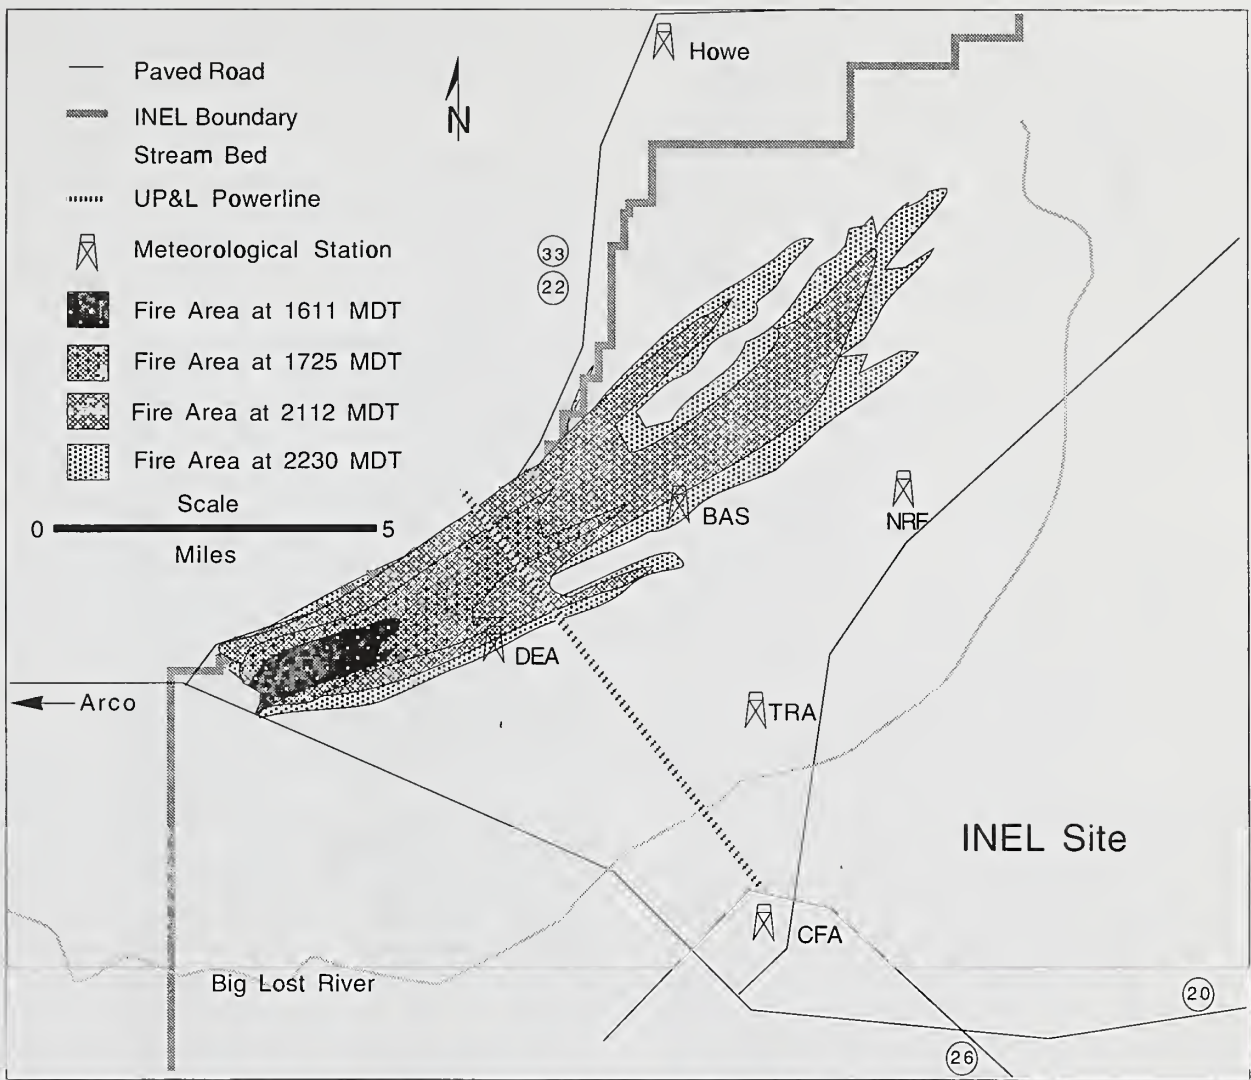 Paved Road
INEL Boundary
Stream Bed
UP&L Powerline
Meteorological Station
Fire Area at 1611 MDT
Fire Area at 1725 MDT
Fire Area at 2112 MDT
Fire Area at 2230 MDT
Scale
0 5
Miles
N
Howe
33
22
BAS
NRF
DEA
Arco
TRA
INEL Site
CFA
Big Lost River
20
26